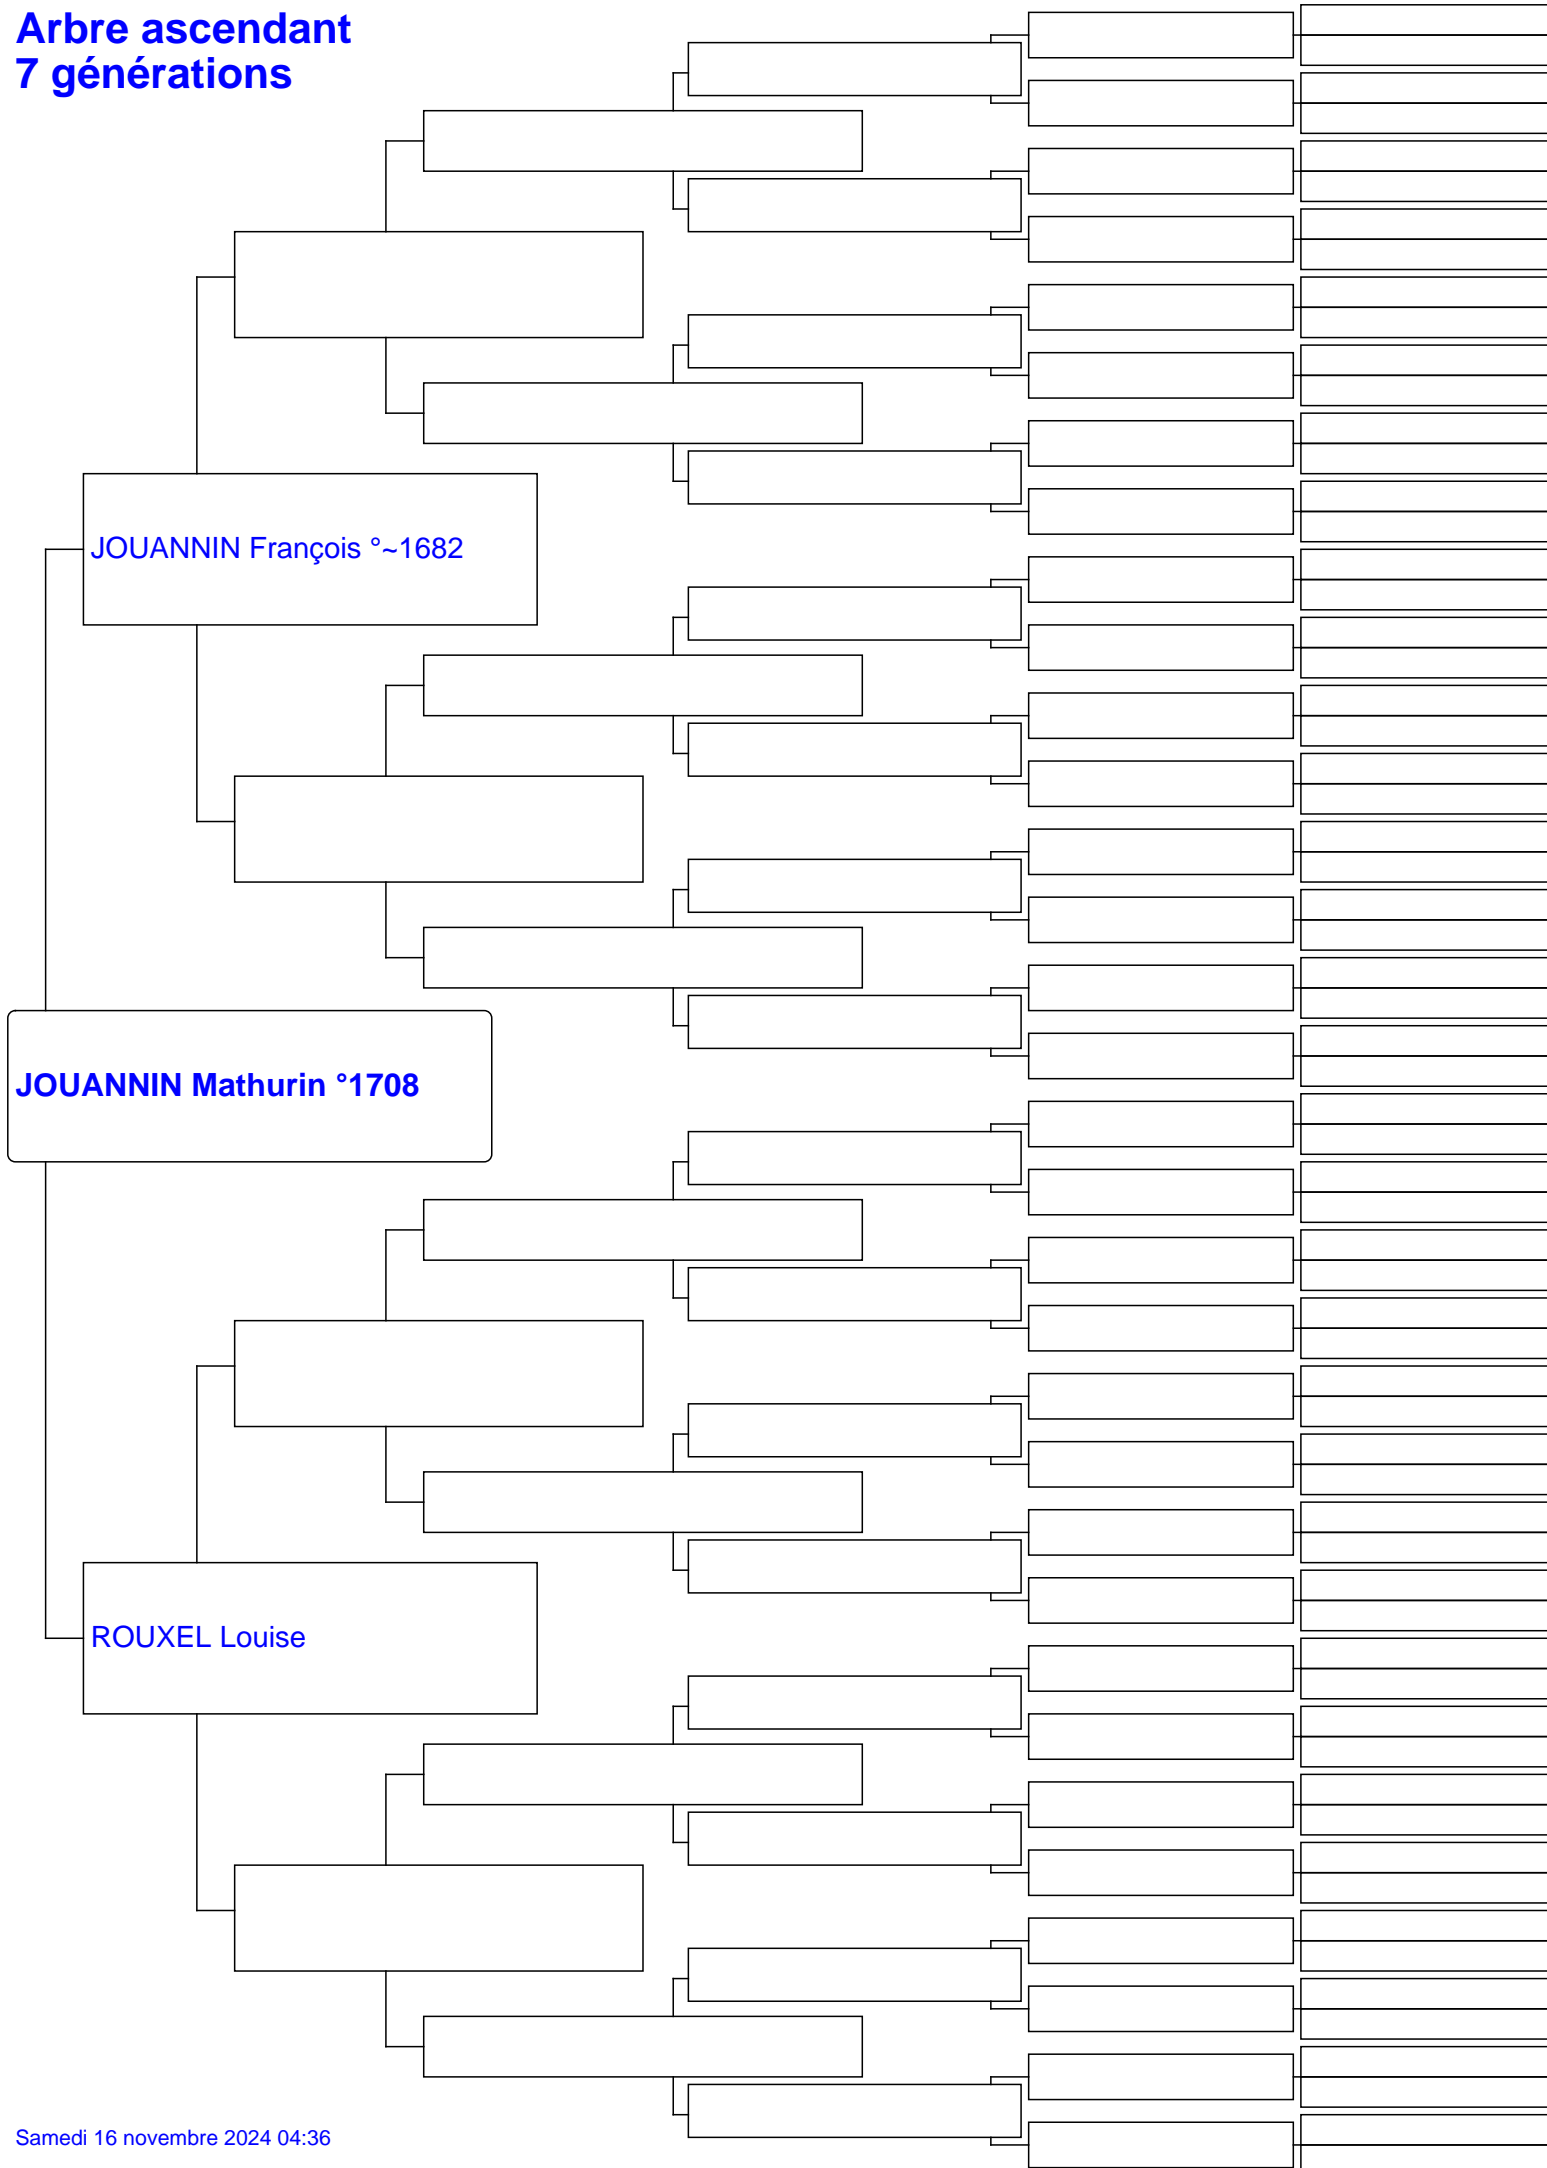 Arbre ascendant
7 générations
JOUANNIN François °~1682
JOUANNIN Mathurin °1708
ROUXEL Louise
Samedi 16 novembre 2024 04:36